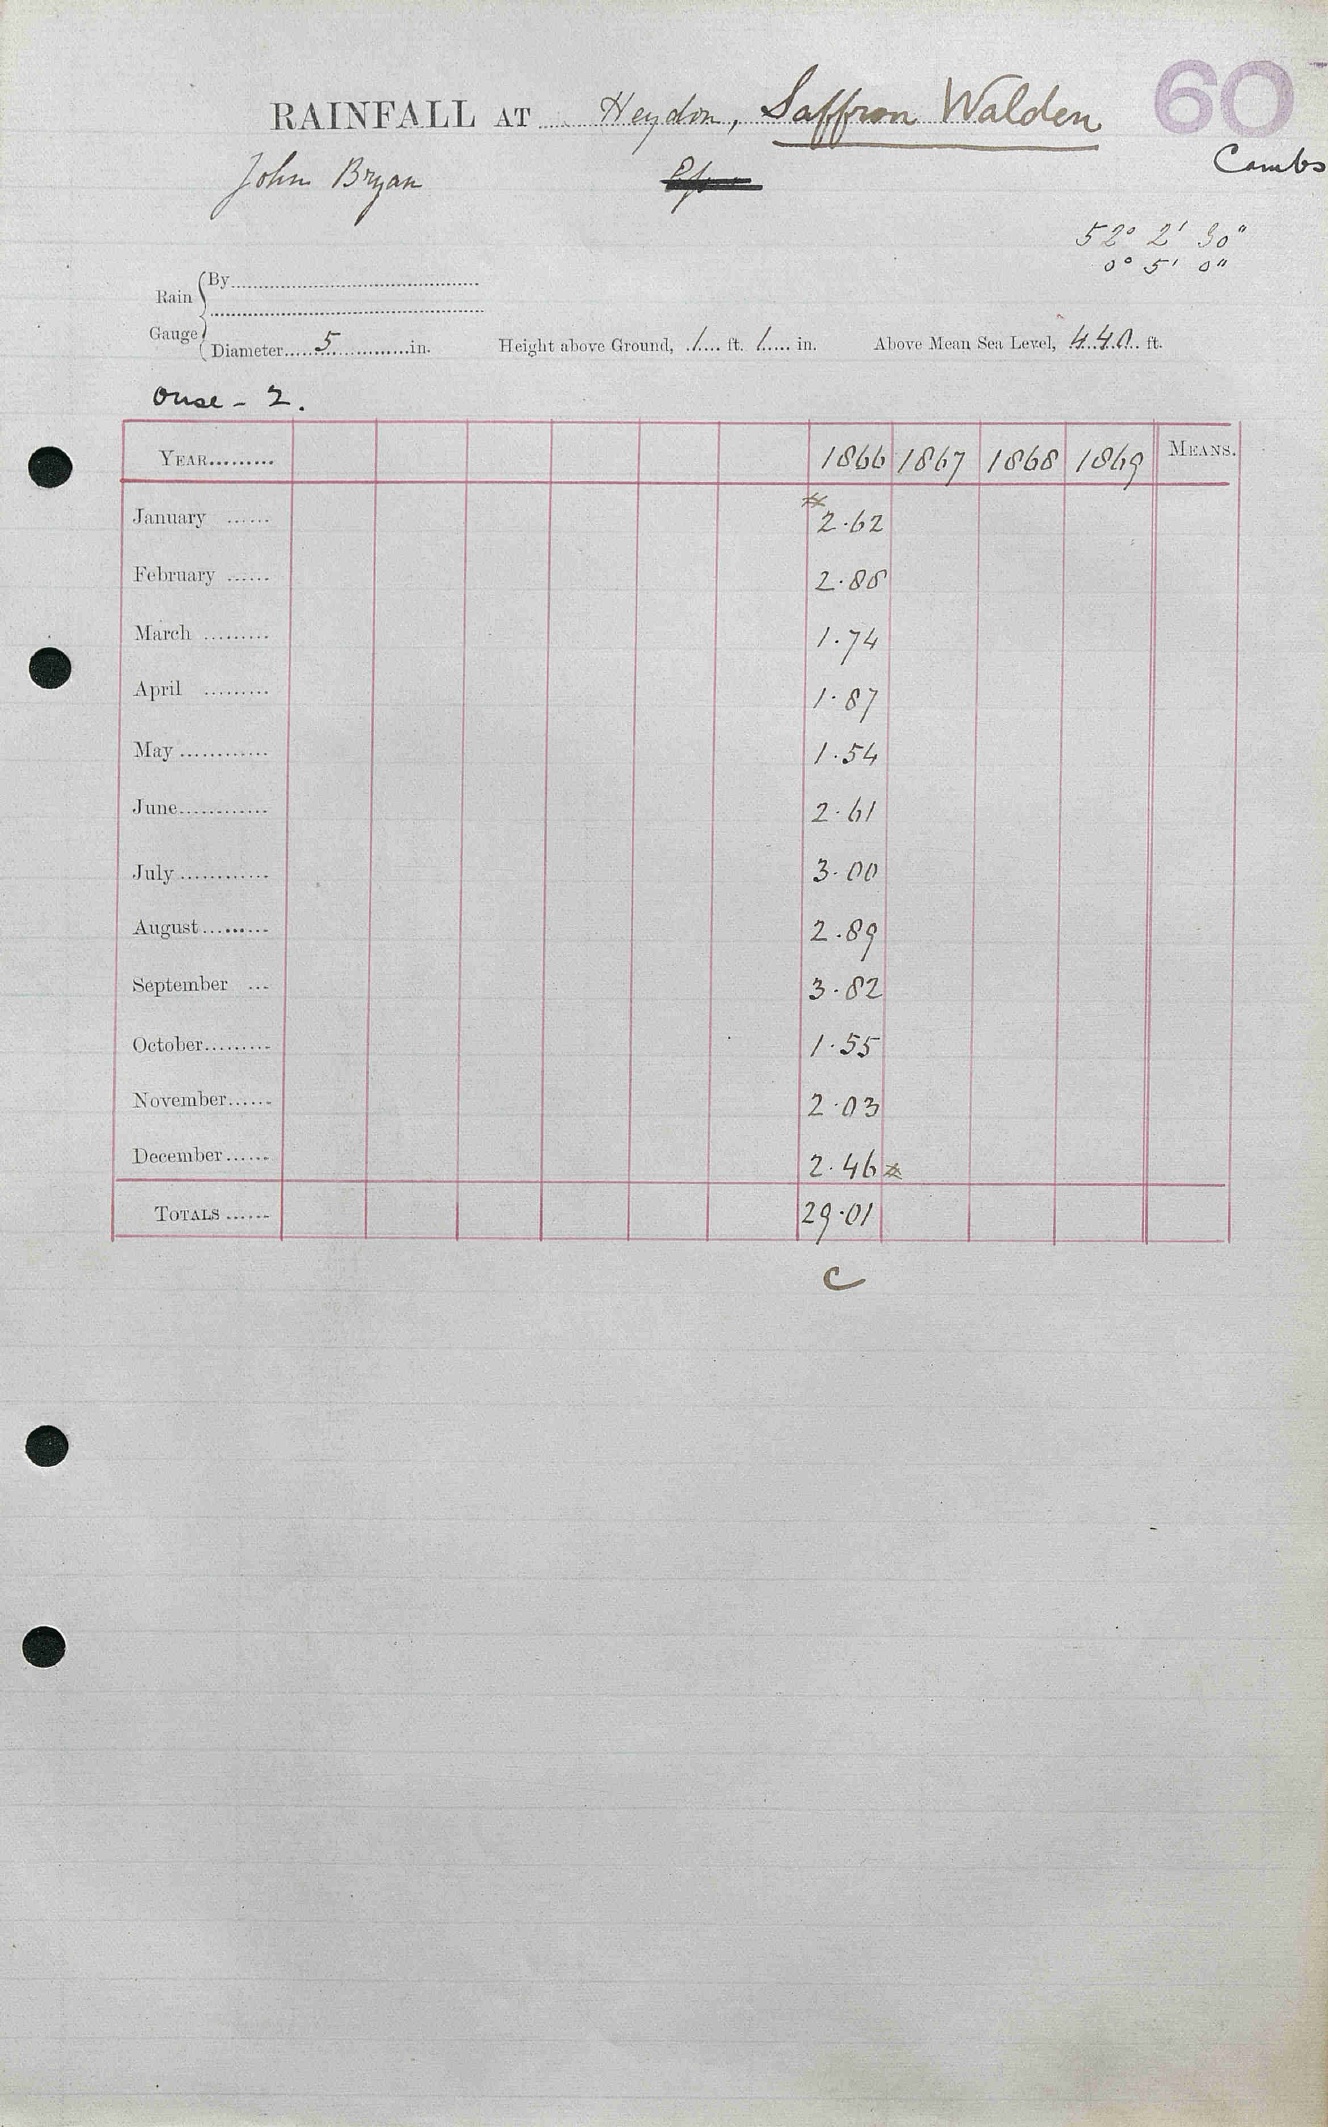 60
RAINFALL AT Heydon, Saffron Walden
Cambs
John Bryan
52° 2' 30"
0° 5' 0"
Rain Gauge { By
Diameter 5 in. Height above Ground, 1 ft. 1 in. Above Mean Sea Level, 440 ft.
Ouse - 2.
YEAR 1866 1867 1868 1869 MEANS.
January 2.62
February 2.88
March 1.74
April 1.87
May 1.54
June 2.61
July 3.00
August 2.89
September 3.82
October 1.55
November 2.03
December 2.46
TOTALS 29.01
C